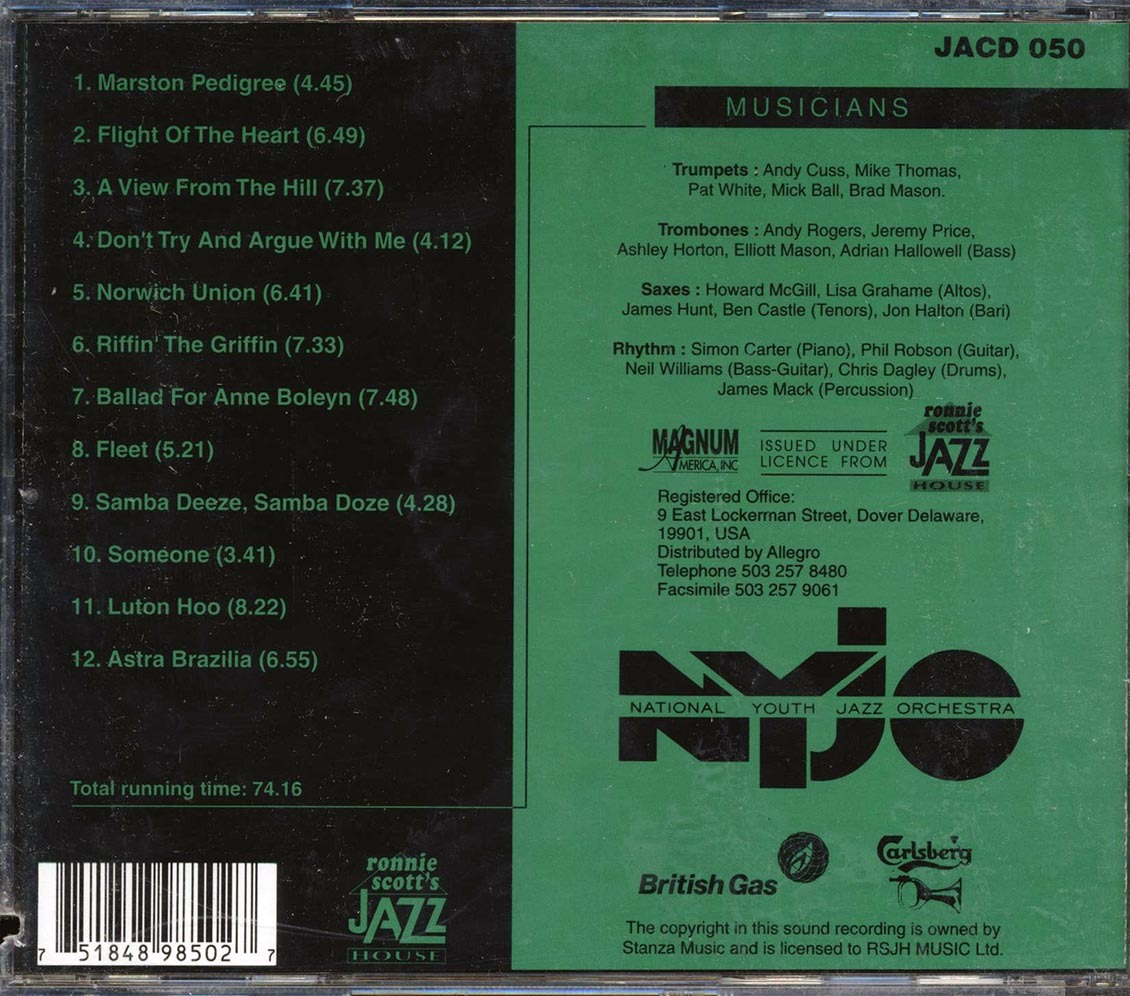 1. Marston Pedigree (4.45)
2. Flight Of The Heart (6.49)
3. A View From The Hill (7.37)
4. Don't Try And Argue With Me (4.12)
5. Norwich Union (6.41)
6. Riffin' The Griffin (7.33)
7. Ballad For Anne Boleyn (7.48)
8. Fleet (5.21)
9. Samba Deeze, Samba Doze (4.28)
10. Someone (3.41)
11. Luton Hoo (8.22)
12. Astra Brazilia (6.55)
Total running time: 74.16
7 51848 98502 7
ronnie
scott's
JAZZ
HOUSE
JACD 050
MUSICIANS
Trumpets : Andy Cuss, Mike Thomas,
Pat White, Mick Ball, Brad Mason.
Trombones : Andy Rogers, Jeremy Price,
Ashley Horton, Elliott Mason, Adrian Hallowell (Bass)
Saxes : Howard McGill, Lisa Grahame (Altos),
James Hunt, Ben Castle (Tenors), Jon Halton (Bari)
Rhythm : Simon Carter (Piano), Phil Robson (Guitar),
Neil Williams (Bass-Guitar), Chris Dagley (Drums),
James Mack (Percussion)
MAGNUM
AMERICA, INC
ISSUED UNDER
LICENCE FROM
ronnie
scott's
JAZZ
HOUSE
Registered Office:
9 East Lockerman Street, Dover Delaware,
19901, USA
Distributed by Allegro
Telephone 503 257 8480
Facsimile 503 257 9061
NYJO
NATIONAL YOUTH JAZZ ORCHESTRA
British Gas
Carlsberg
The copyright in this sound recording is owned by
Stanza Music and is licensed to RSJH MUSIC Ltd.